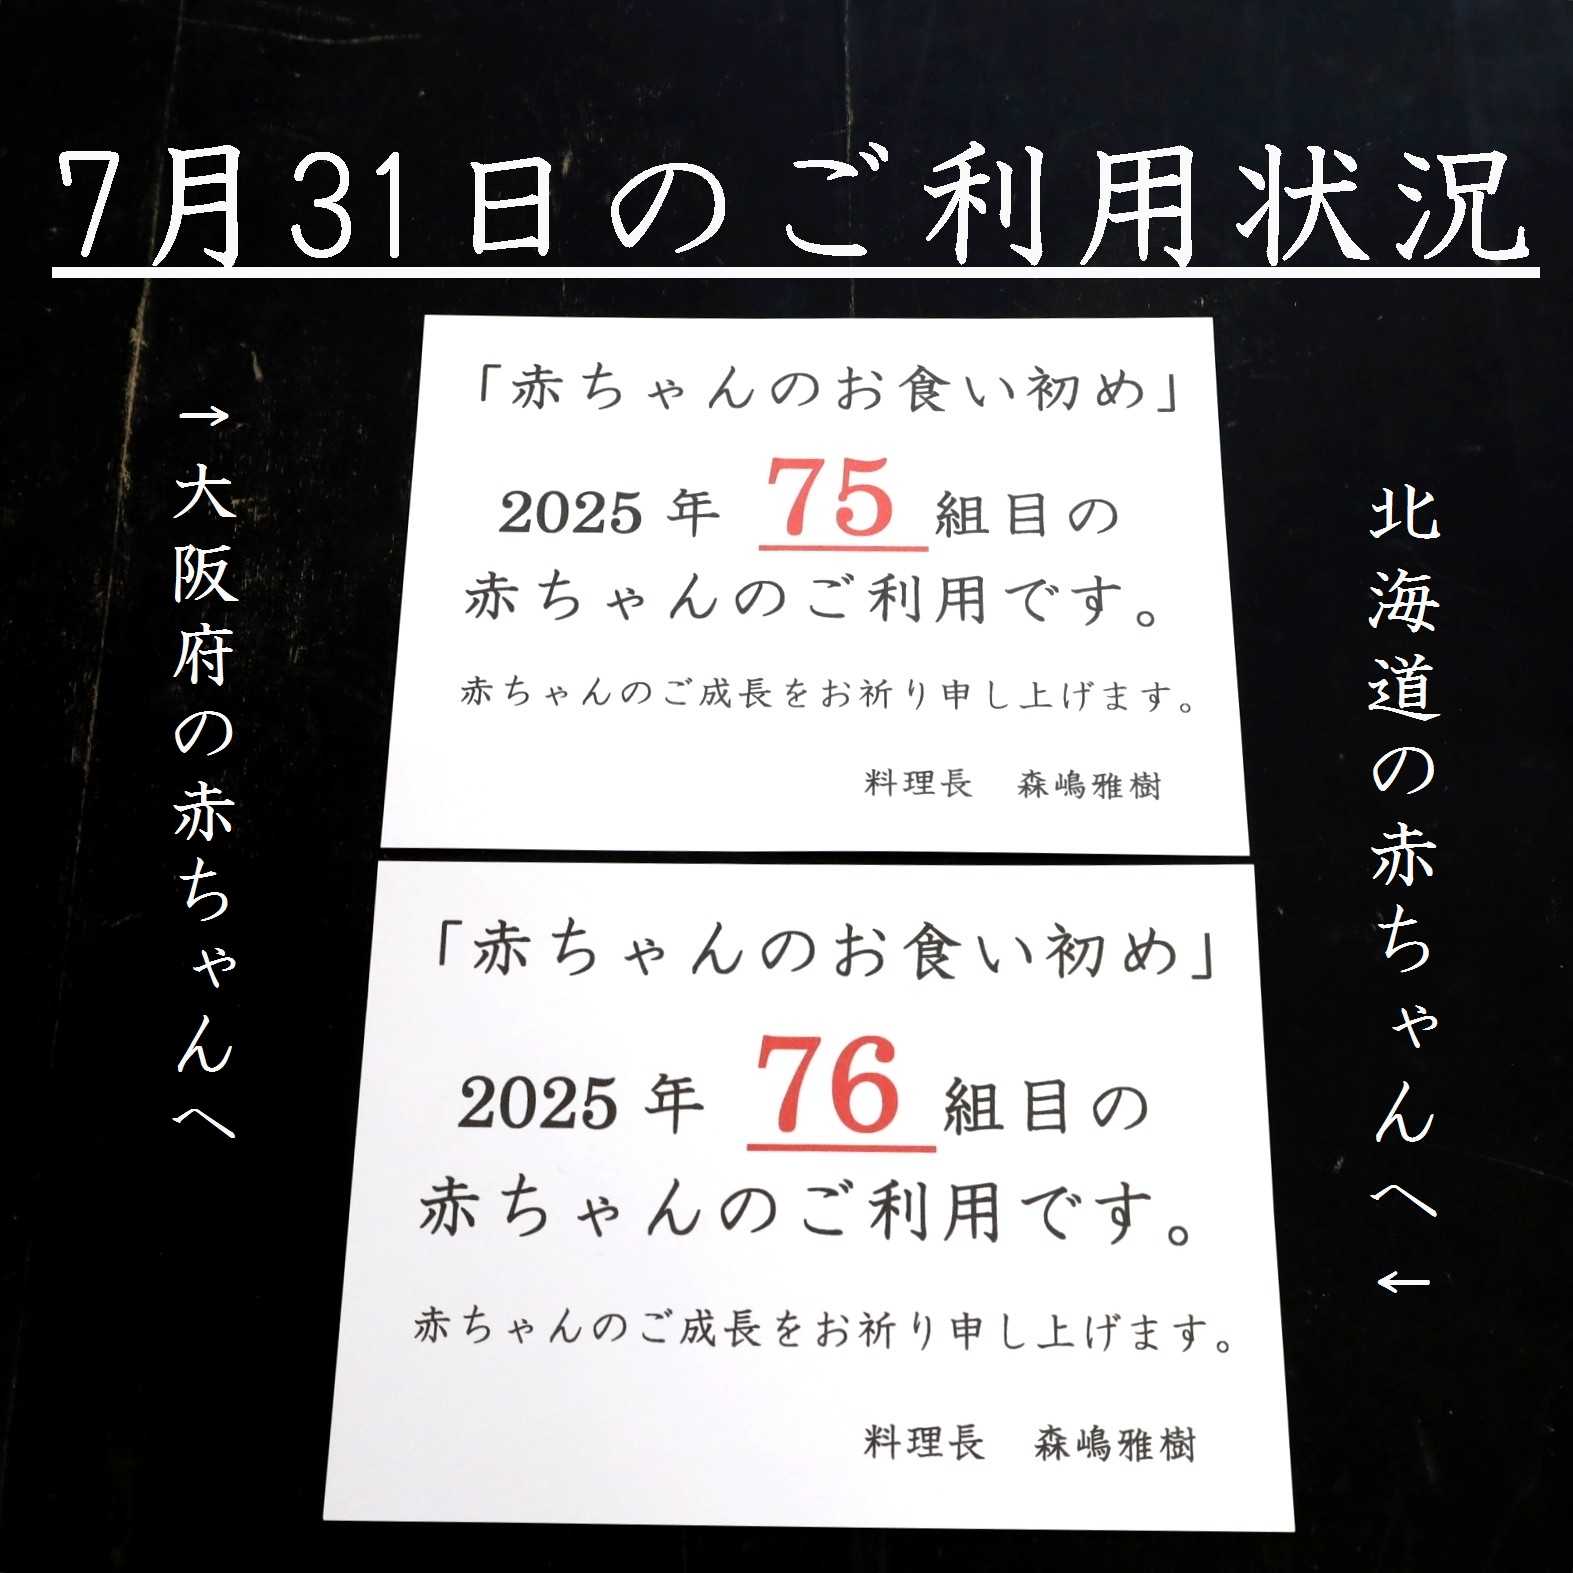 7月31日のご利用状況
「赤ちゃんのお食い初め」
2025年 75 組目の
赤ちゃんのご利用です。
赤ちゃんのご成長をお祈り申し上げます。
料理長　森嶋雅樹
北海道の赤ちゃんへ←
→大阪府の赤ちゃんへ
「赤ちゃんのお食い初め」
2025年 76 組目の
赤ちゃんのご利用です。
赤ちゃんのご成長をお祈り申し上げます。
料理長　森嶋雅樹